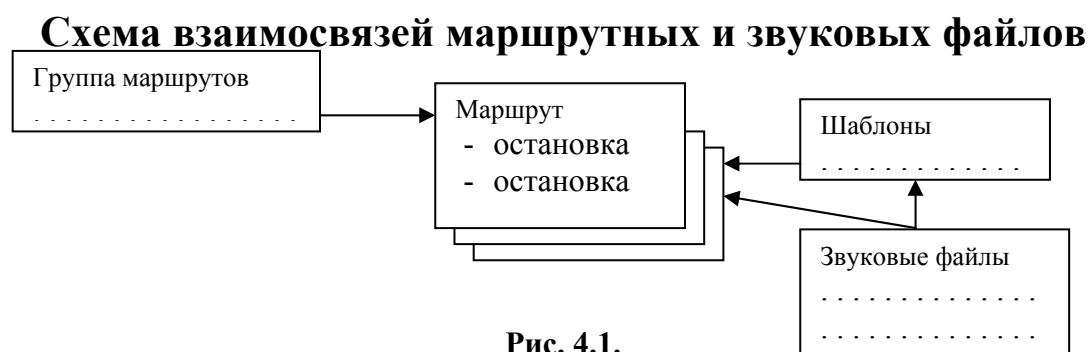 Схема взаимосвязей маршрутных и звуковых файлов
Группа маршрутов
. . . . . . . . . . . . . . . . .
Маршрут
- остановка
- остановка
Шаблоны
. . . . . . . . . . . . .
Звуковые файлы
. . . . . . . . . . . . . .
. . . . . . . . . . . . . .
Рис. 4.1.